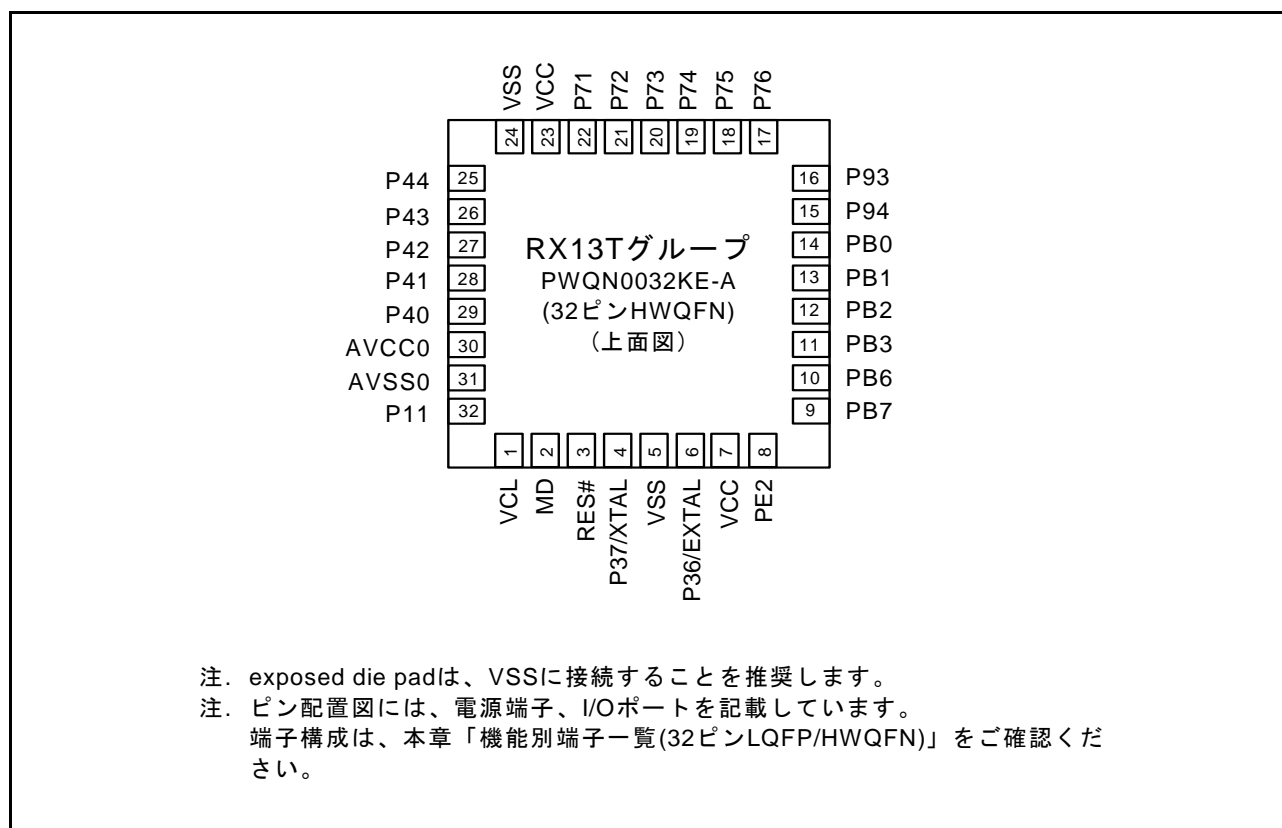 VSS
VCC
P71
P72
P73
P74
P75
P76
24
23
22
21
20
19
18
17
P44 25
P43 26
P42 27
P41 28
P40 29
AVCC0 30
AVSS0 31
P11 32
RX13Tグループ
PWQN0032KE-A
(32ピンHWQFN)
(上面図)
16 P93
15 P94
14 PB0
13 PB1
12 PB2
11 PB3
10 PB6
9 PB7
1
2
3
4
5
6
7
8
VCL
MD
RES#
P37/XTAL
VSS
P36/EXTAL
VCC
PE2
注. exposed die padは、VSSに接続することを推奨します。
注. ピン配置図には、電源端子、I/Oポートを記載しています。
端子構成は、本章「機能別端子一覧(32ピンLQFP/HWQFN)」をご確認くだ
さい。